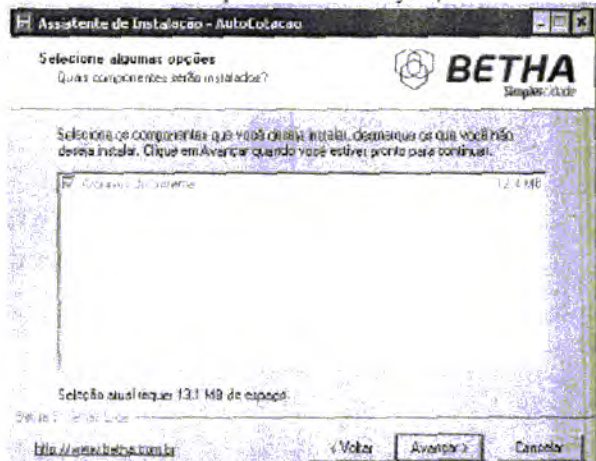 Assistente de Instalação - AutoCotacao
Selecione algumas opções
Quais componentes serão instalados?
BETHA
Simplescidade
Selecione os componentes que você deseja instalar, desmarque os que você não
deseja instalar. Clique em Avançar quando você estiver pronto para continuar.
12.4 MB
Seleção atual requer 13.1 MB de espaço.
http://www.betha.com.br
< Voltar
Avançar >
Cancelar